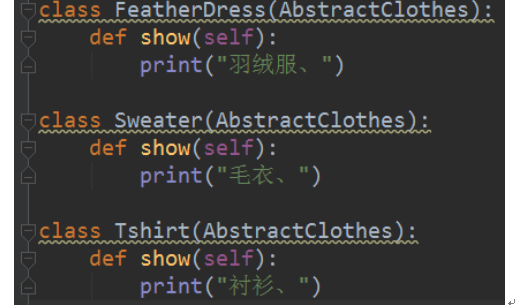 class FeatherDress(AbstractClothes):
def show(self):
print("羽绒服、")
class Sweater(AbstractClothes):
def show(self):
print("毛衣、")
class Tshirt(AbstractClothes):
def show(self):
print("衬衫、")